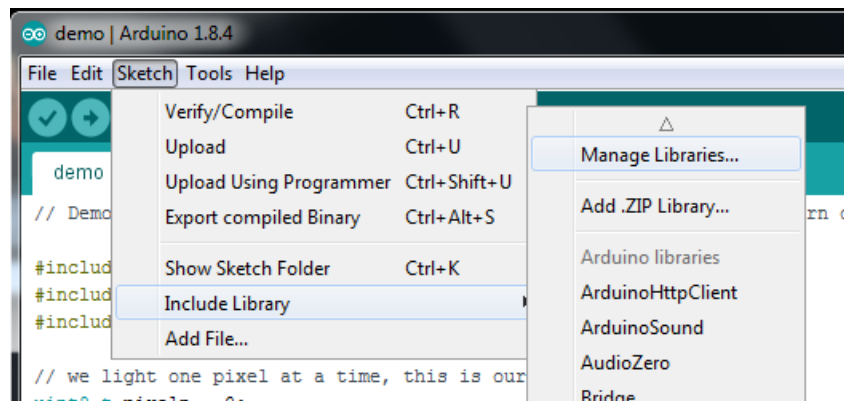 demo | Arduino 1.8.4
File Edit Sketch Tools Help
Verify/Compile Ctrl+R
Upload Ctrl+U
Upload Using Programmer Ctrl+Shift+U
Export compiled Binary Ctrl+Alt+S
Show Sketch Folder Ctrl+K
Include Library
Add File...
Manage Libraries...
Add .ZIP Library...
Arduino libraries
ArduinoHttpClient
ArduinoSound
AudioZero
Bridge
demo
// Demo
#includ
#includ
#includ
// we light one pixel at a time, this is our